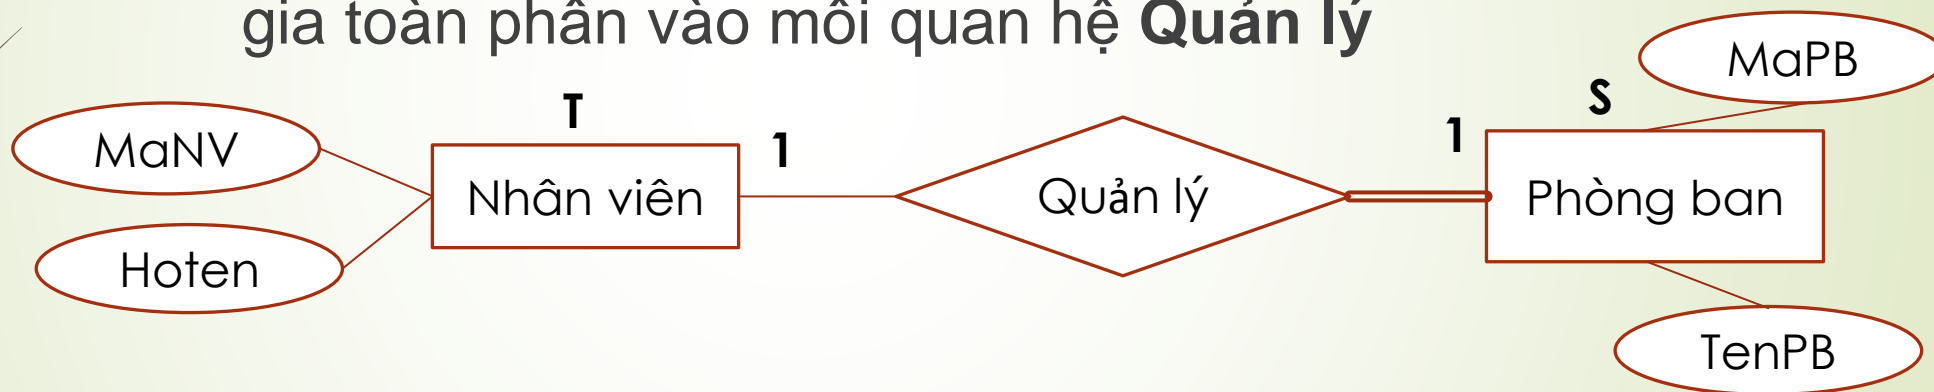 gia toàn phần vào mối quan hệ Quản lý
MaPB
S
T
1
1
MaNV
Nhân viên
Quản lý
Phòng ban
Hoten
TenPB